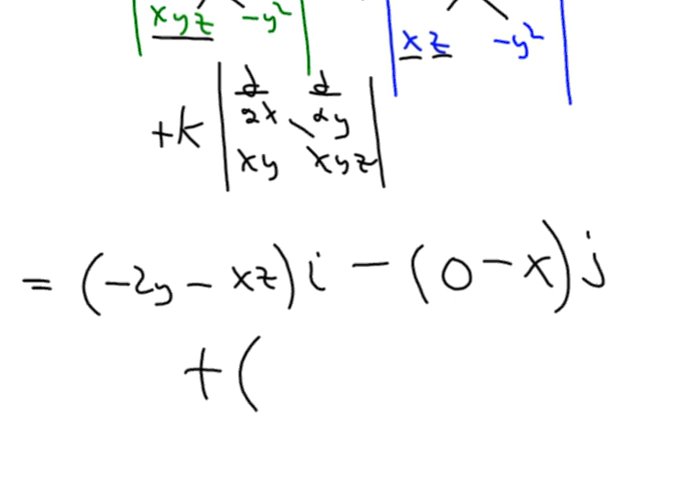 xyz -y² xz -y²
+k | ∂/∂x ∂/∂y |
xy xyz
= (-2y - xz)i - (0-x)j
+ (